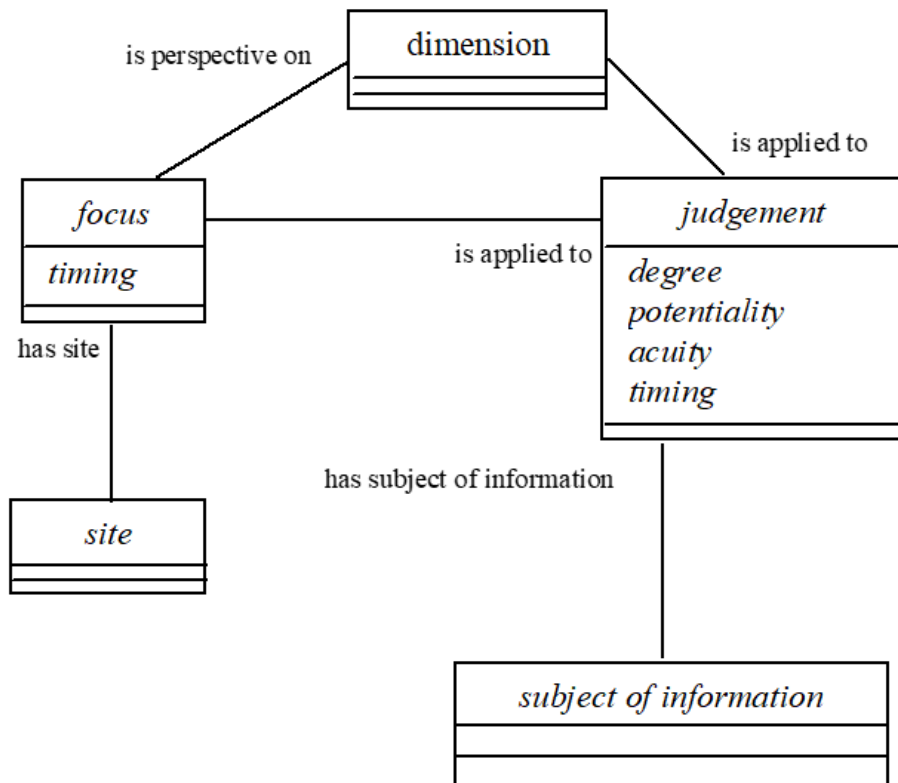 dimension
is perspective on
is applied to
focus
timing
judgement
degree
potentiality
acuity
timing
is applied to
has site
has subject of information
site
subject of information